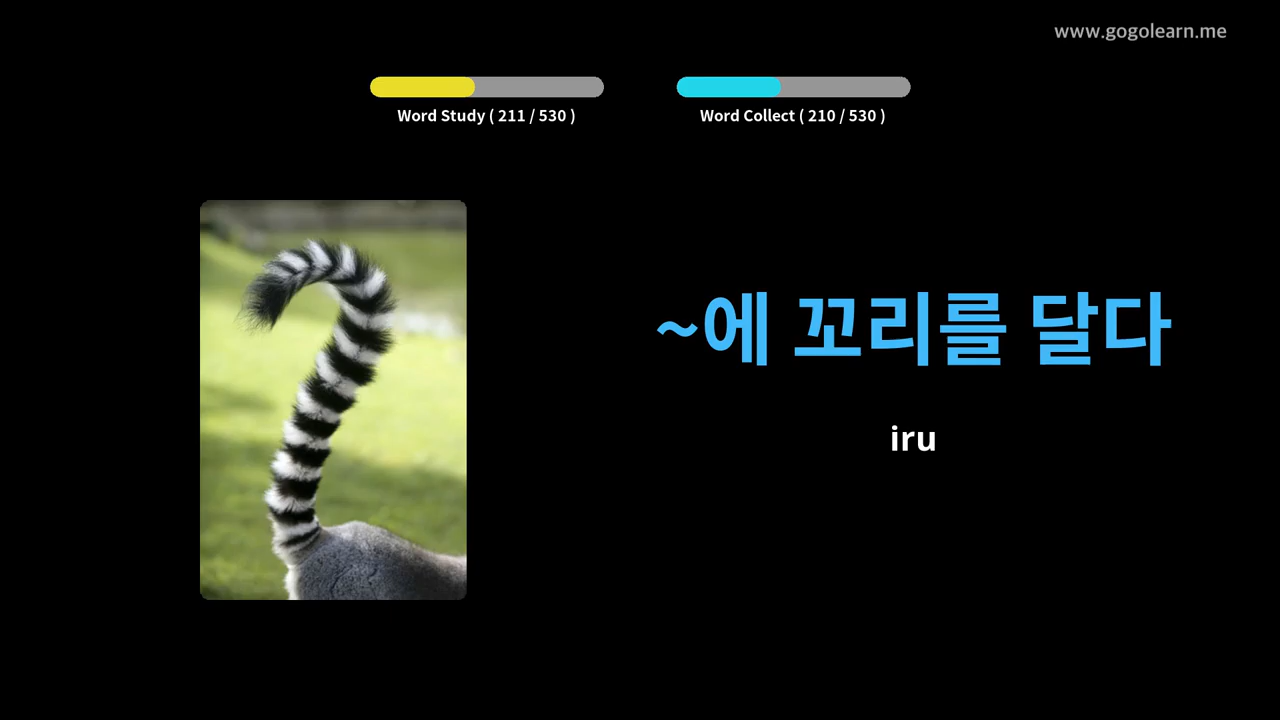 www.gogolearn.me
Word Study ( 211 / 530 )
Word Collect ( 210 / 530 )
~에 꼬리를 달다
iru